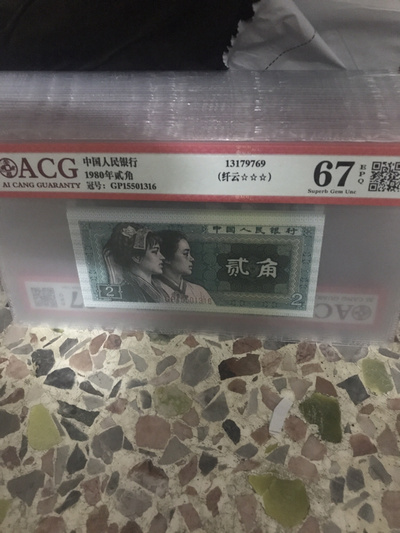 ACG
AI CANG GUARANTY
中国人民银行
1980年贰角
冠号: GP15501316
13179769
(纤云☆☆☆)
67
EPQ
Superb Gem Unc
中国人民银行
贰角
2
2
ACG